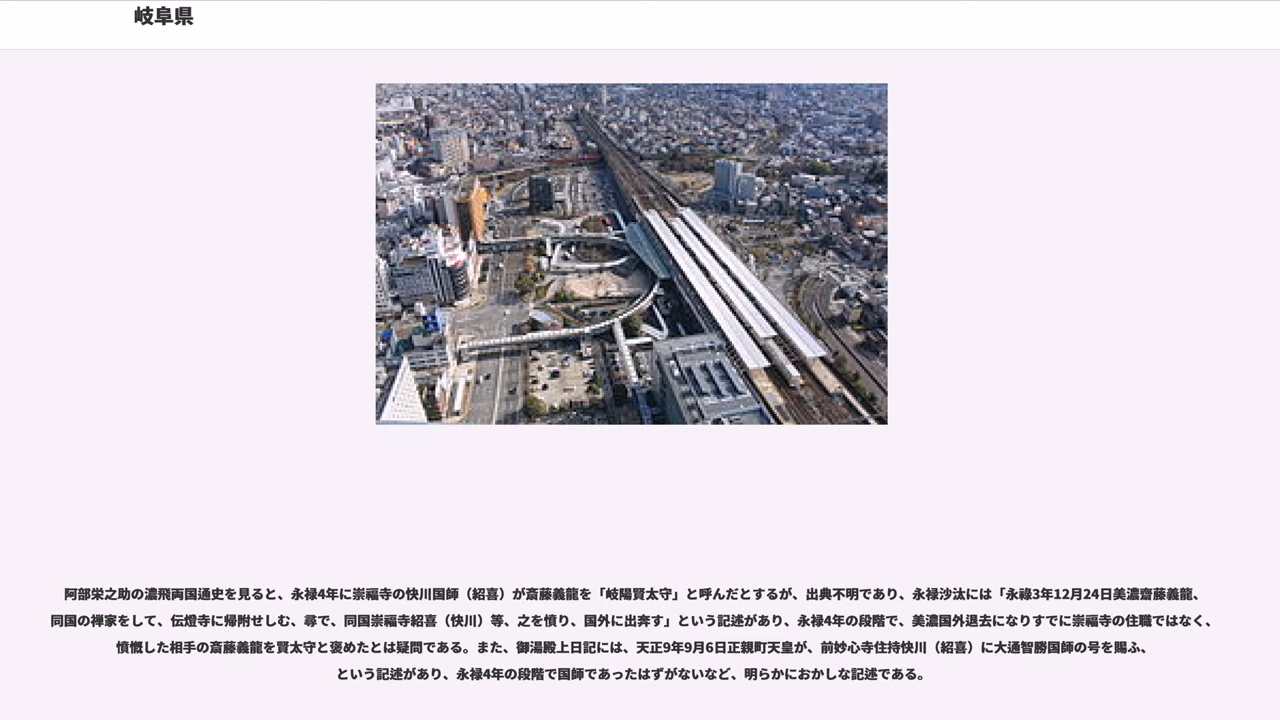 岐阜県
阿部栄之助の濃飛両国通史を見ると、永禄4年に崇福寺の快川国師（紹喜）が斎藤義龍を「岐陽賢太守」と呼んだとするが、出典不明であり、永禄沙汰には「永祿3年12月24日美濃齋藤義龍、
同国の禅家をして、伝燈寺に帰附せしむ、尋で、同国崇福寺紹喜（快川）等、之を憤り、国外に出奔す」という記述があり、永禄4年の段階で、美濃国外退去になりすでに崇福寺の住職ではなく、
憤慨した相手の斎藤義龍を賢太守と褒めたとは疑問である。また、御湯殿上日記には、天正9年9月6日正親町天皇が、前妙心寺住持快川（紹喜）に大通智勝国師の号を賜ふ、
という記述があり、永禄4年の段階で国師であったはずがないなど、明らかにおかしな記述である。